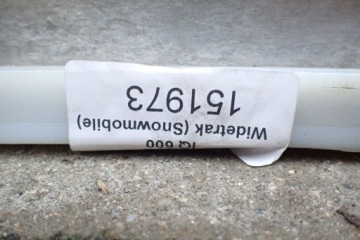 IQ 600
Widetrak (Snowmobile)
151973